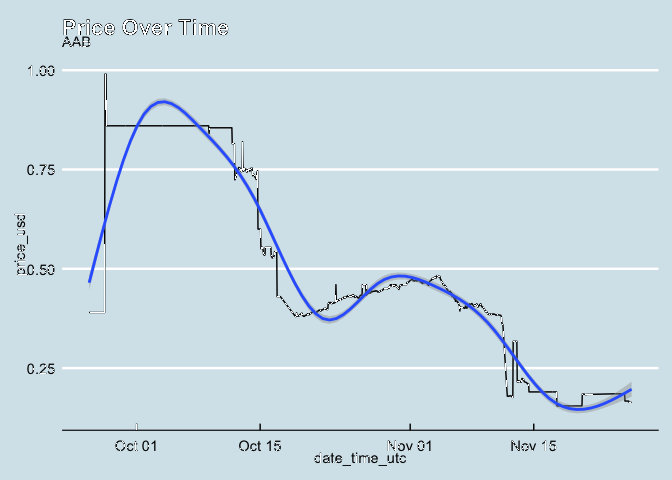 Price Over Time
AAB
1.00
0.75
0.50
0.25
price_usd
Oct 01 Oct 15 Nov 01 Nov 15
date_time_utc